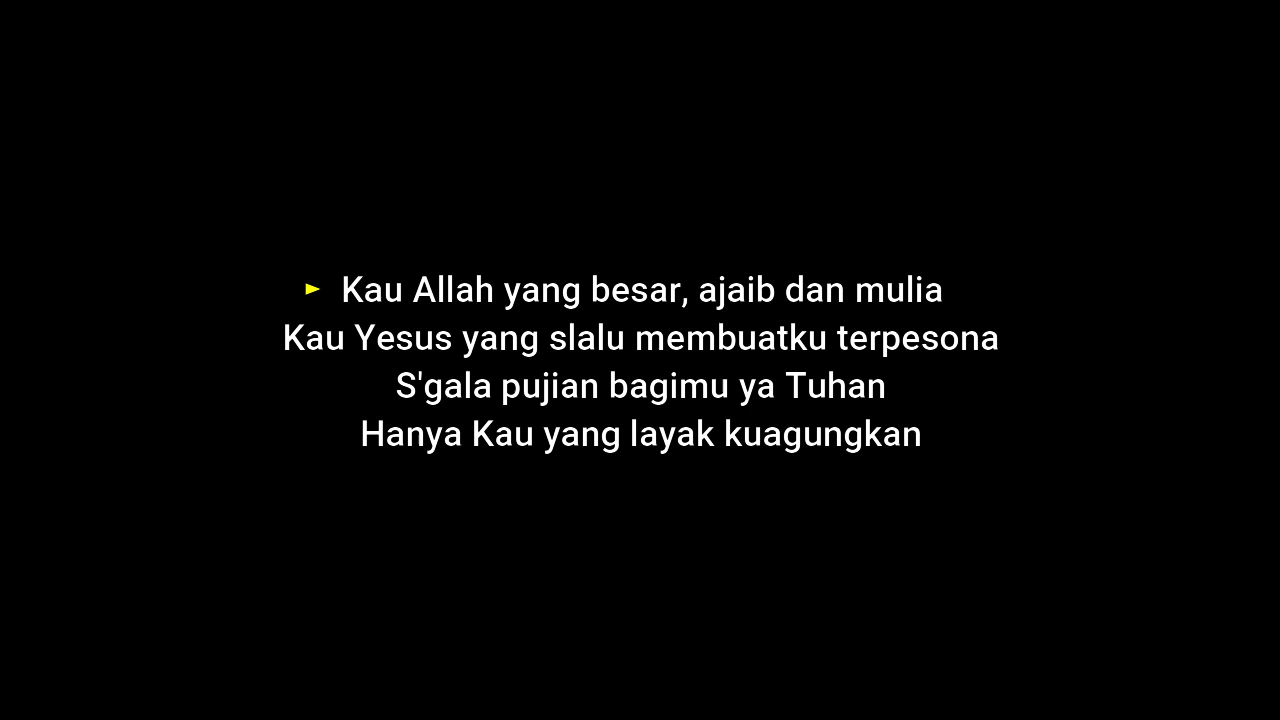 ► Kau Allah yang besar, ajaib dan mulia
Kau Yesus yang slalu membuatku terpesona
S'gala pujian bagimu ya Tuhan
Hanya Kau yang layak kuagungkan